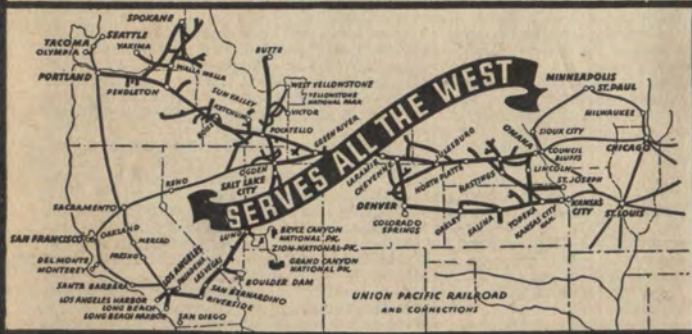 SPOKANE
SEATTLE
TACOMA
OLYMPIA
YAKIMA
BUTTE
WALLA WALLA
PORTLAND
PENDLETON
SUN VALLEY
KETCHUM
WEST YELLOWSTONE
YELLOWSTONE
NATIONAL PARK
VICTOR
POCATELLO
GREEN RIVER
SERVES ALL THE WEST
MINNEAPOLIS
ST. PAUL
MILWAUKEE
CHICAGO
SIOUX CITY
OMAHA
COUNCIL
BLUFFS
LINCOLN
ST. JOSEPH
JULESBURG
NORTH PLATTE
HASTINGS
LARAMIE
CHEYENNE
OGDEN
SALT LAKE
CITY
RENO
SACRAMENTO
DENVER
COLORADO
SPRINGS
OAKLEY
SALINA
TOPEKA
KANSAS CITY
KAN.
KANSAS
CITY
ST. LOUIS
SAN FRANCISCO
OAKLAND
MERCED
FRESNO
DEL MONTE
MONTEREY
LUND
BRYCE CANYON
NATIONAL PK.
ZION NATIONAL PK.
GRAND CANYON
NATIONAL PK.
LOS ANGELES
PASADENA
LAS VEGAS
BOULDER DAM
SANTA BARBARA
SAN BERNARDINO
RIVERSIDE
LOS ANGELES HARBOR
LONG BEACH
LONG BEACH HARBOR
SAN DIEGO
UNION PACIFIC RAILROAD
AND CONNECTIONS